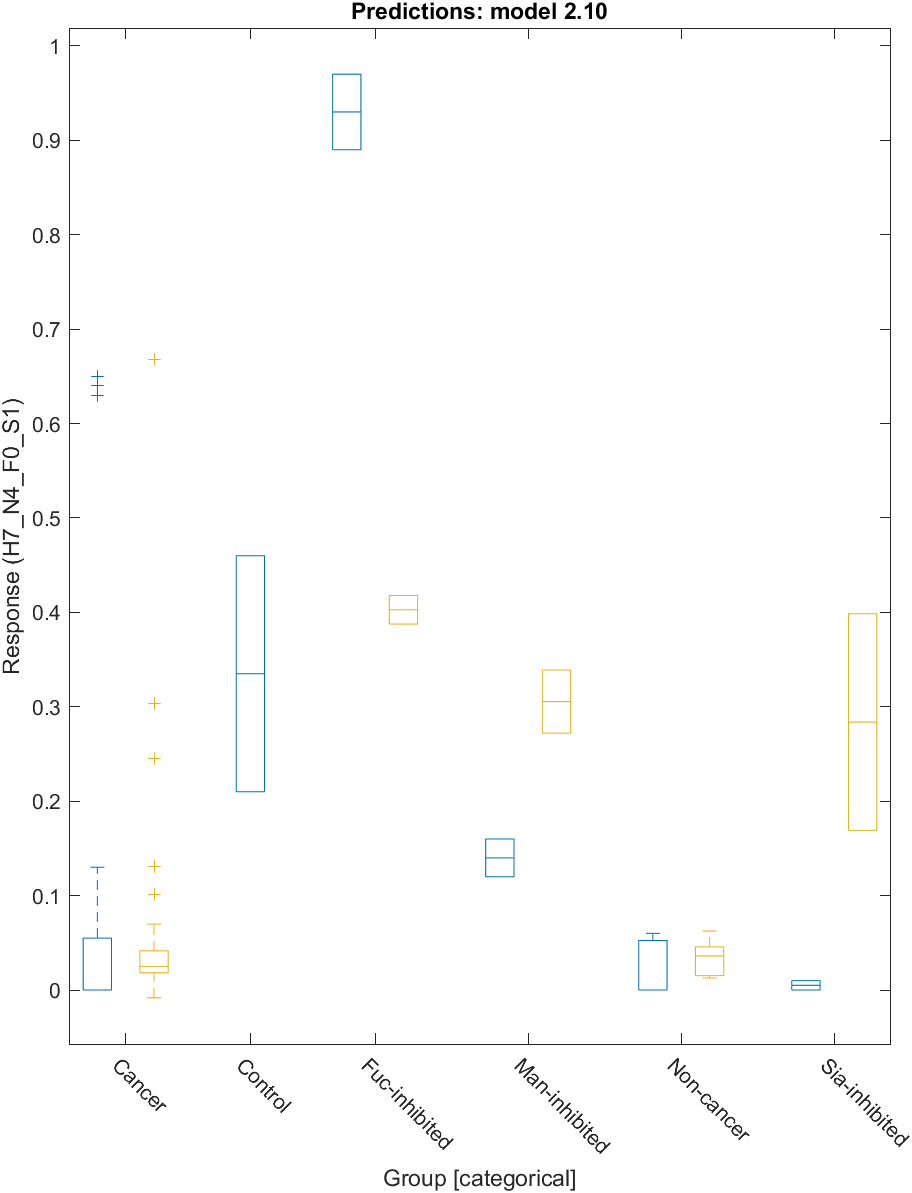 Predictions: model 2.10
1
0.9
0.8
0.7
0.6
0.5
0.4
0.3
0.2
0.1
0
Response (H7_N4_F0_S1)
Cancer
Control
Fuc-inhibited
Man-inhibited
Non-cancer
Sia-inhibited
Group [categorical]